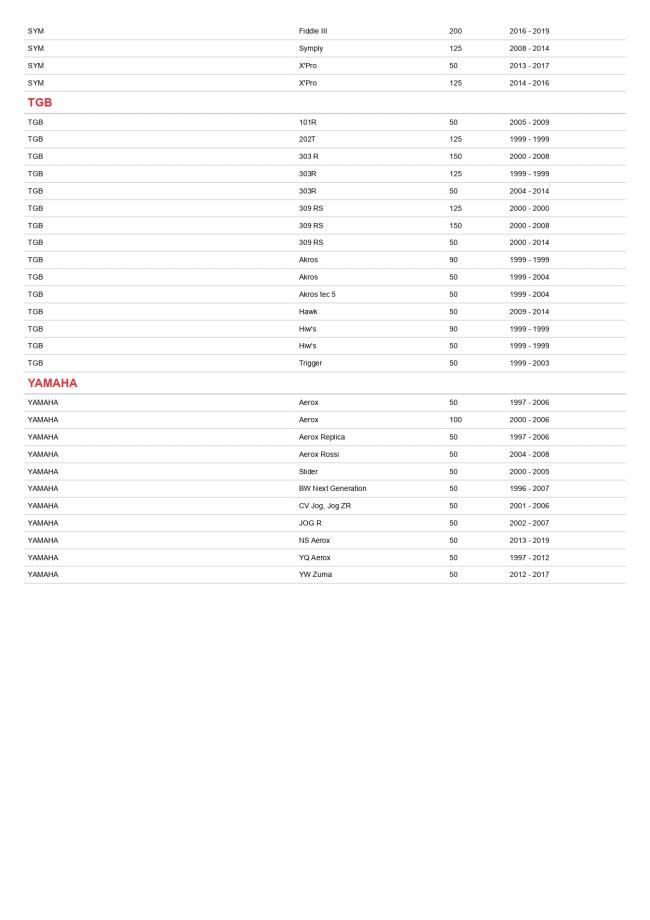 SYM Fiddle III 200 2016 - 2019
SYM Symply 125 2008 - 2014
SYM X'Pro 50 2013 - 2017
SYM X'Pro 125 2014 - 2016
TGB
TGB 101R 50 2005 - 2009
TGB 202T 125 1999 - 1999
TGB 303 R 150 2000 - 2008
TGB 303R 125 1999 - 1999
TGB 303R 50 2004 - 2014
TGB 309 RS 125 2000 - 2000
TGB 309 RS 150 2000 - 2008
TGB 309 RS 50 2000 - 2014
TGB Akros 90 1999 - 1999
TGB Akros 50 1999 - 2004
TGB Akros tec 5 50 1999 - 2004
TGB Hawk 50 2009 - 2014
TGB Hiw's 90 1999 - 1999
TGB Hiw's 50 1999 - 1999
TGB Trigger 50 1999 - 2003
YAMAHA
YAMAHA Aerox 50 1997 - 2006
YAMAHA Aerox 100 2000 - 2006
YAMAHA Aerox Replica 50 1997 - 2006
YAMAHA Aerox Rossi 50 2004 - 2008
YAMAHA Slider 50 2000 - 2005
YAMAHA BW Next Generation 50 1996 - 2007
YAMAHA CV Jog, Jog ZR 50 2001 - 2006
YAMAHA JOG R 50 2002 - 2007
YAMAHA NS Aerox 50 2013 - 2019
YAMAHA YQ Aerox 50 1997 - 2012
YAMAHA YW Zuma 50 2012 - 2017